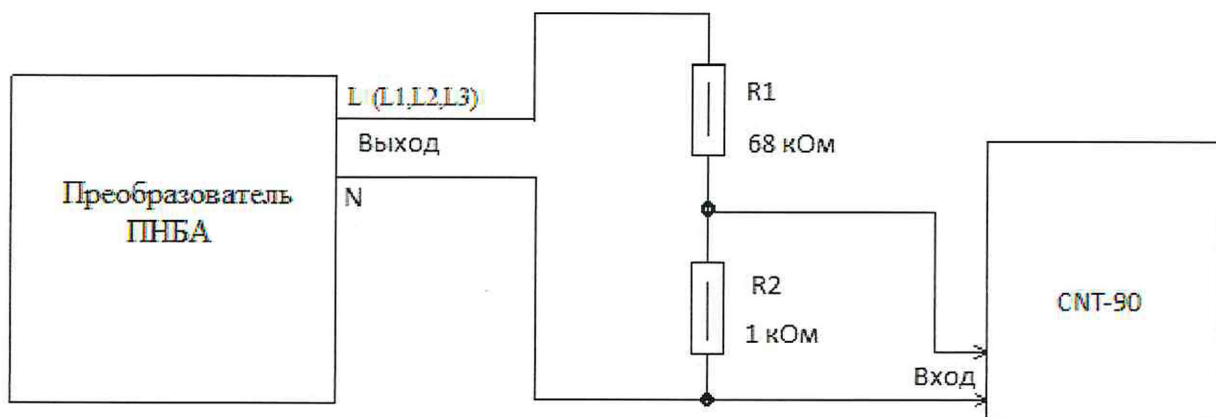 L (L1,L2,L3)
Выход
N
Преобразователь
ПНБА
R1
68 кОм
R2
1 кОм
CNT-90
Вход